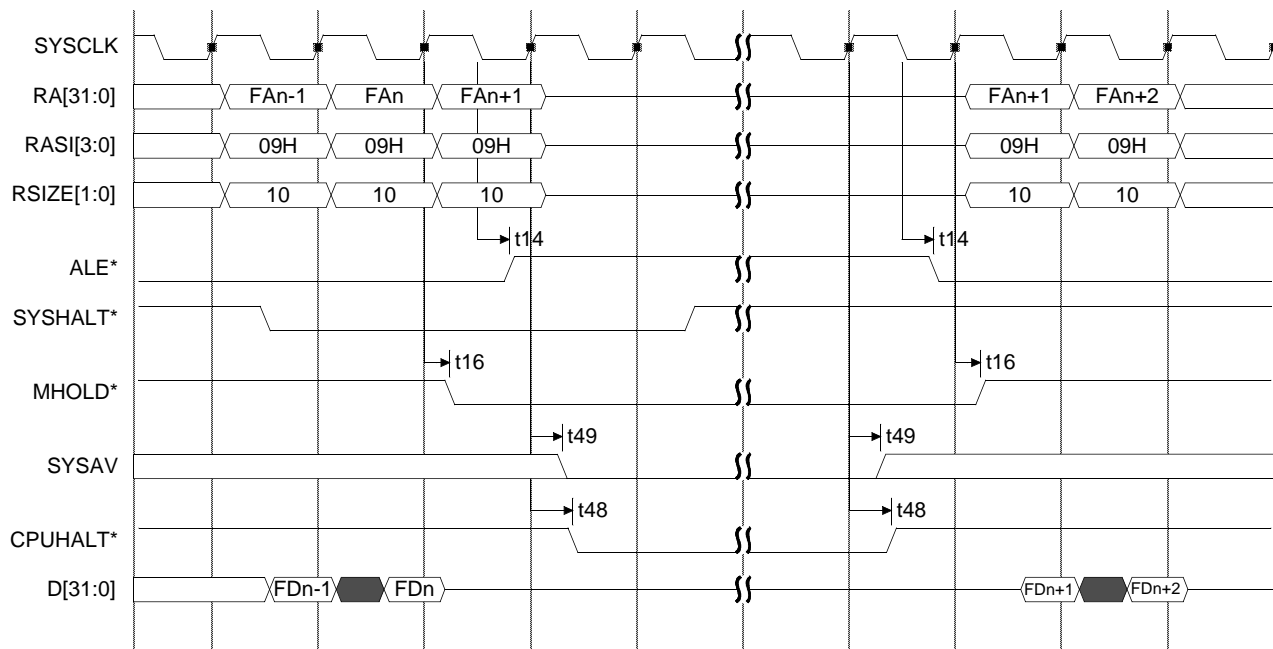 SYSCLK
RA[31:0] FAn-1 FAn FAn+1 FAn+1 FAn+2
RASI[3:0] 09H 09H 09H 09H 09H
RSIZE[1:0] 10 10 10 10 10
t14 t14
ALE*
SYSHALT*
t16 t16
MHOLD*
t49 t49
SYSAV
t48 t48
CPUHALT*
D[31:0] FDn-1 FDn FDn+1 FDn+2